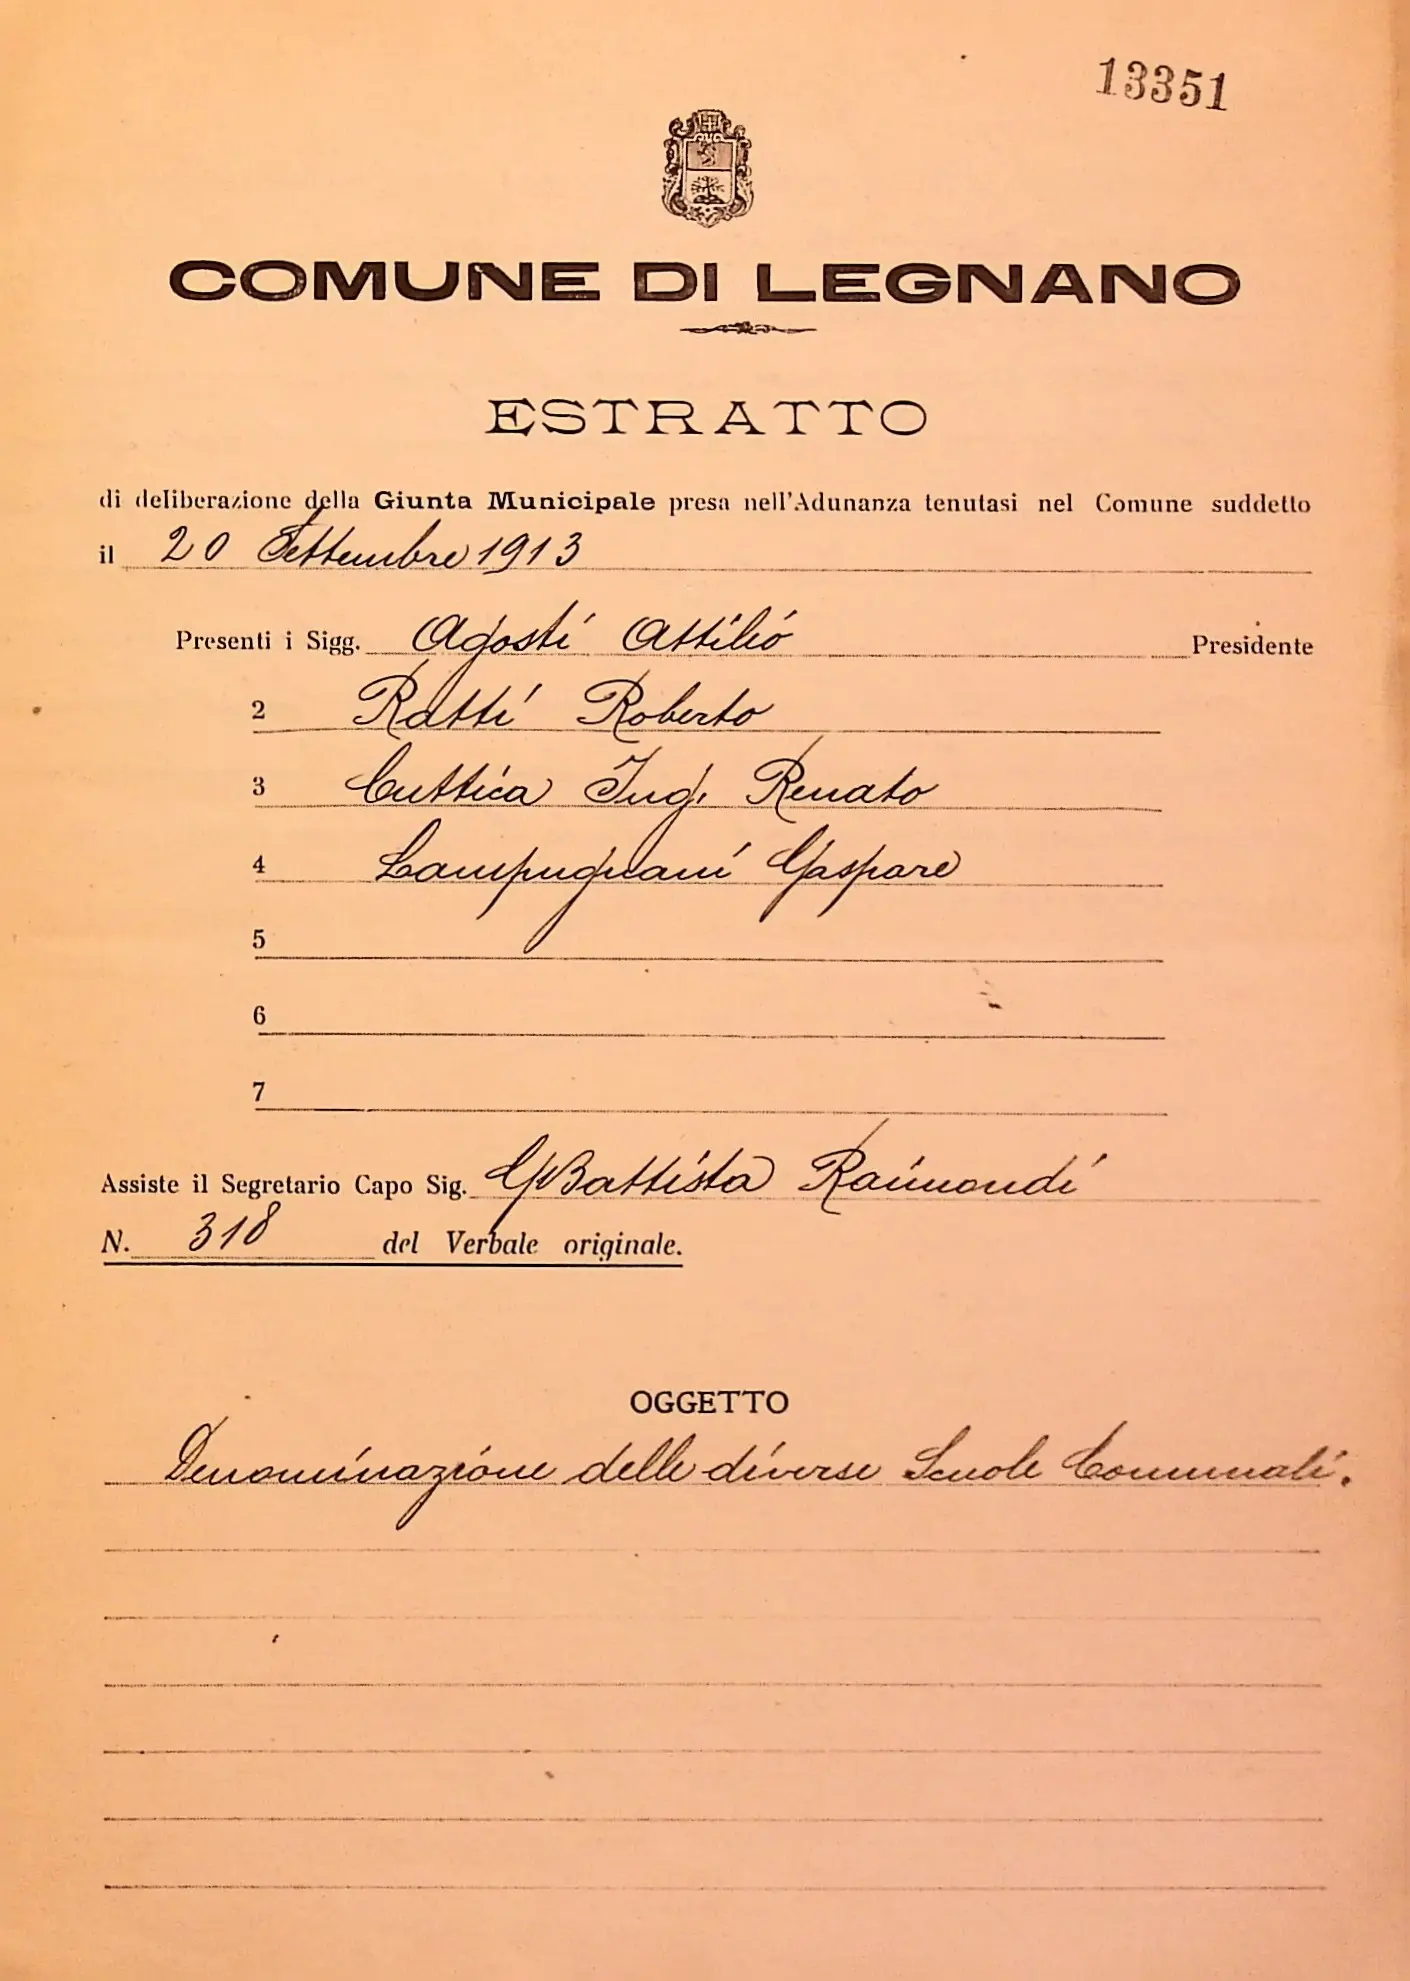 13351
COMUNE DI LEGNANO
ESTRATTO
di deliberazione della Giunta Municipale presa nell'Adunanza tenutasi nel Comune suddetto
il 20 Settembre 1913
Presenti i Sigg. Agosti Attilio Presidente
2 Ratti Roberto
3 Cuttica Ing. Renato
4 Lampugnani Gaspare
5
6
7
Assiste il Segretario Capo Sig. GBattista Raimondi
N. 318 del Verbale originale.
OGGETTO
Denominazione delle diverse Scuole Comunali.